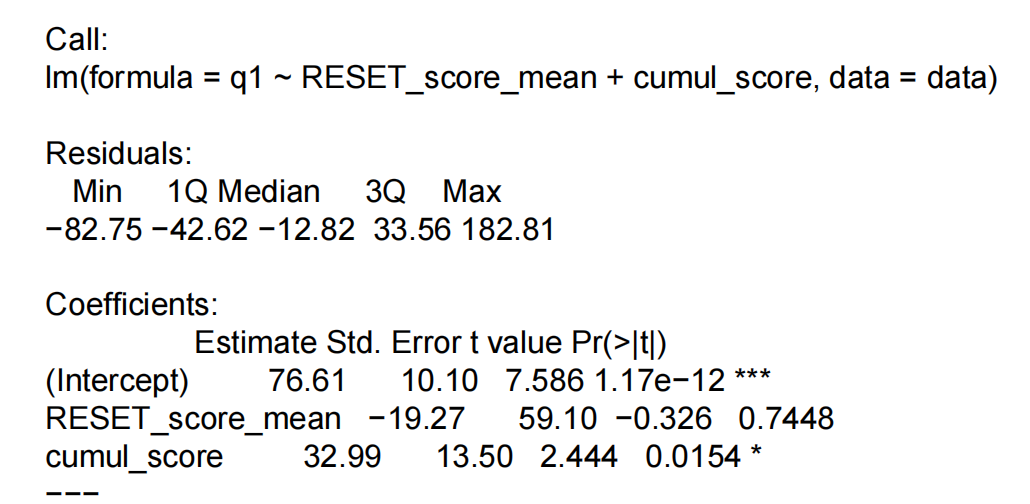 Call:
lm(formula = q1 ~ RESET_score_mean + cumul_score, data = data)
Residuals:
Min 1Q Median 3Q Max
−82.75 −42.62 −12.82 33.56 182.81
Coefficients:
Estimate Std. Error t value Pr(>|t|)
(Intercept) 76.61 10.10 7.586 1.17e−12 ***
RESET_score_mean −19.27 59.10 −0.326 0.7448
cumul_score 32.99 13.50 2.444 0.0154 *
−−−